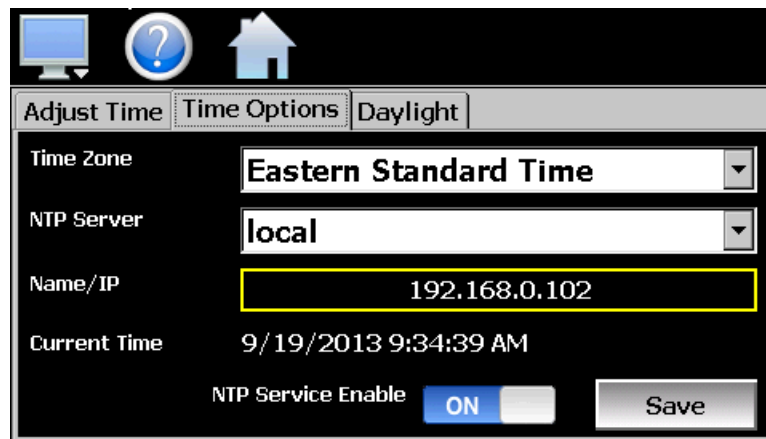 ?
Adjust Time Time Options Daylight
Time Zone Eastern Standard Time
NTP Server local
Name/IP 192.168.0.102
Current Time 9/19/2013 9:34:39 AM
NTP Service Enable ON Save